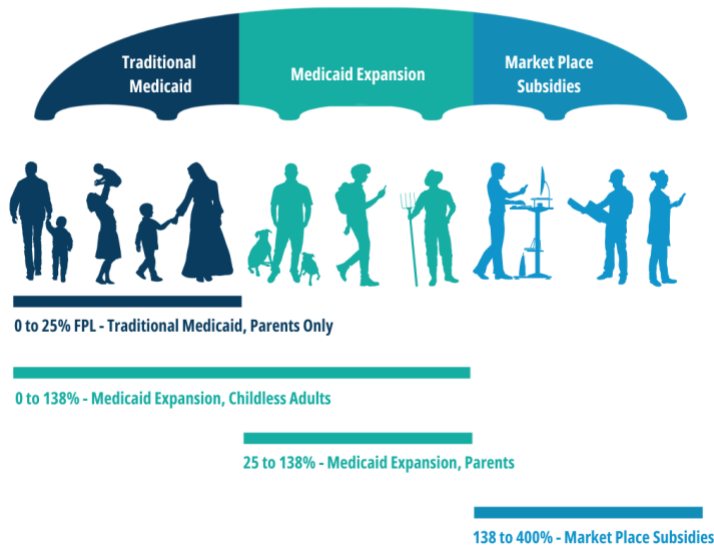 Traditional
Medicaid
Medicaid Expansion
Market Place
Subsidies
0 to 25% FPL - Traditional Medicaid, Parents Only
0 to 138% - Medicaid Expansion, Childless Adults
25 to 138% - Medicaid Expansion, Parents
138 to 400% - Market Place Subsidies